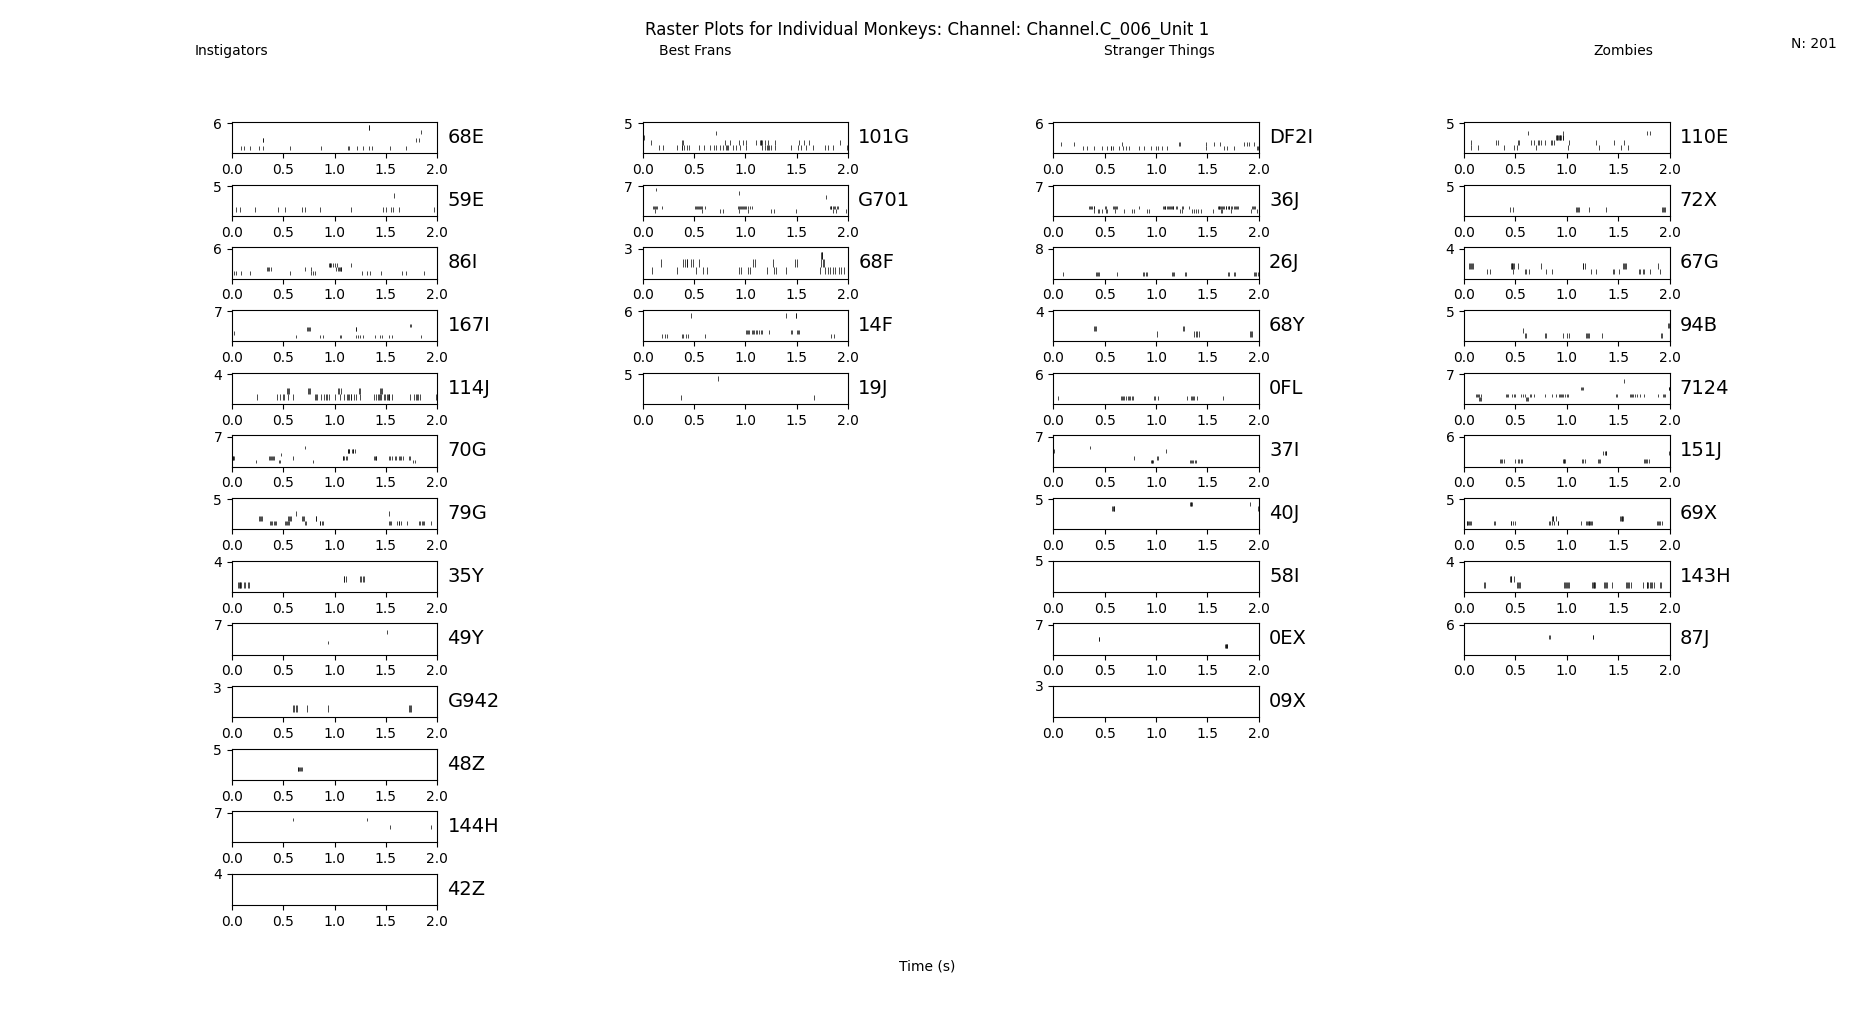 Raster Plots for Individual Monkeys: Channel: Channel.C_006_Unit 1
Instigators Best Frans Stranger Things Zombies N: 201
6 68E 5 101G 6 DF2I 5 110E
0.0 0.5 1.0 1.5 2.0 0.0 0.5 1.0 1.5 2.0 0.0 0.5 1.0 1.5 2.0 0.0 0.5 1.0 1.5 2.0
5 59E 7 G701 7 36J 5 72X
0.0 0.5 1.0 1.5 2.0 0.0 0.5 1.0 1.5 2.0 0.0 0.5 1.0 1.5 2.0 0.0 0.5 1.0 1.5 2.0
6 86I 3 68F 8 26J 4 67G
0.0 0.5 1.0 1.5 2.0 0.0 0.5 1.0 1.5 2.0 0.0 0.5 1.0 1.5 2.0 0.0 0.5 1.0 1.5 2.0
7 167I 6 14F 4 68Y 5 94B
0.0 0.5 1.0 1.5 2.0 0.0 0.5 1.0 1.5 2.0 0.0 0.5 1.0 1.5 2.0 0.0 0.5 1.0 1.5 2.0
4 114J 5 19J 6 0FL 7 7124
0.0 0.5 1.0 1.5 2.0 0.0 0.5 1.0 1.5 2.0 0.0 0.5 1.0 1.5 2.0 0.0 0.5 1.0 1.5 2.0
7 70G 7 37I 6 151J
0.0 0.5 1.0 1.5 2.0 0.0 0.5 1.0 1.5 2.0 0.0 0.5 1.0 1.5 2.0
5 79G 5 40J 5 69X
0.0 0.5 1.0 1.5 2.0 0.0 0.5 1.0 1.5 2.0 0.0 0.5 1.0 1.5 2.0
4 35Y 5 58I 4 143H
0.0 0.5 1.0 1.5 2.0 0.0 0.5 1.0 1.5 2.0 0.0 0.5 1.0 1.5 2.0
7 49Y 7 0EX 6 87J
0.0 0.5 1.0 1.5 2.0 0.0 0.5 1.0 1.5 2.0 0.0 0.5 1.0 1.5 2.0
3 G942 3 09X
0.0 0.5 1.0 1.5 2.0 0.0 0.5 1.0 1.5 2.0
5 48Z
0.0 0.5 1.0 1.5 2.0
7 144H
0.0 0.5 1.0 1.5 2.0
4 42Z
0.0 0.5 1.0 1.5 2.0
Time (s)